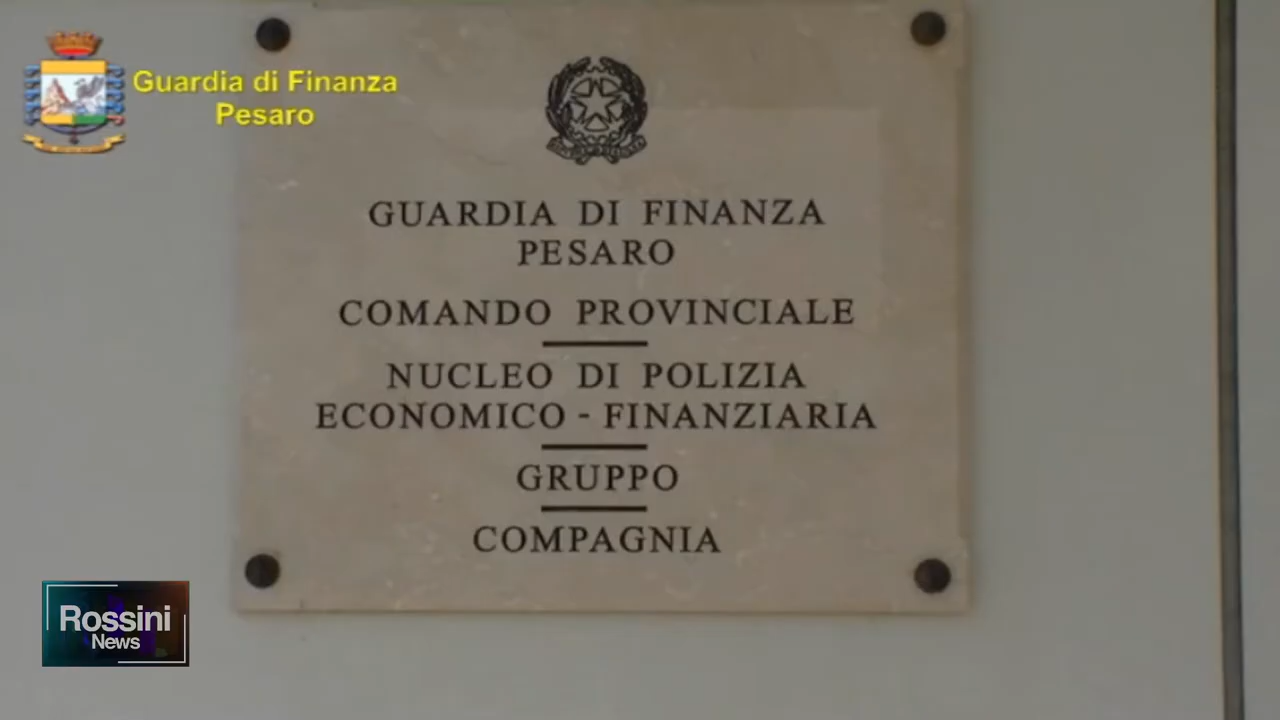 Guardia di Finanza
Pesaro
GUARDIA DI FINANZA
PESARO
COMANDO PROVINCIALE
NUCLEO DI POLIZIA
ECONOMICO - FINANZIARIA
GRUPPO
COMPAGNIA
Rossini
News